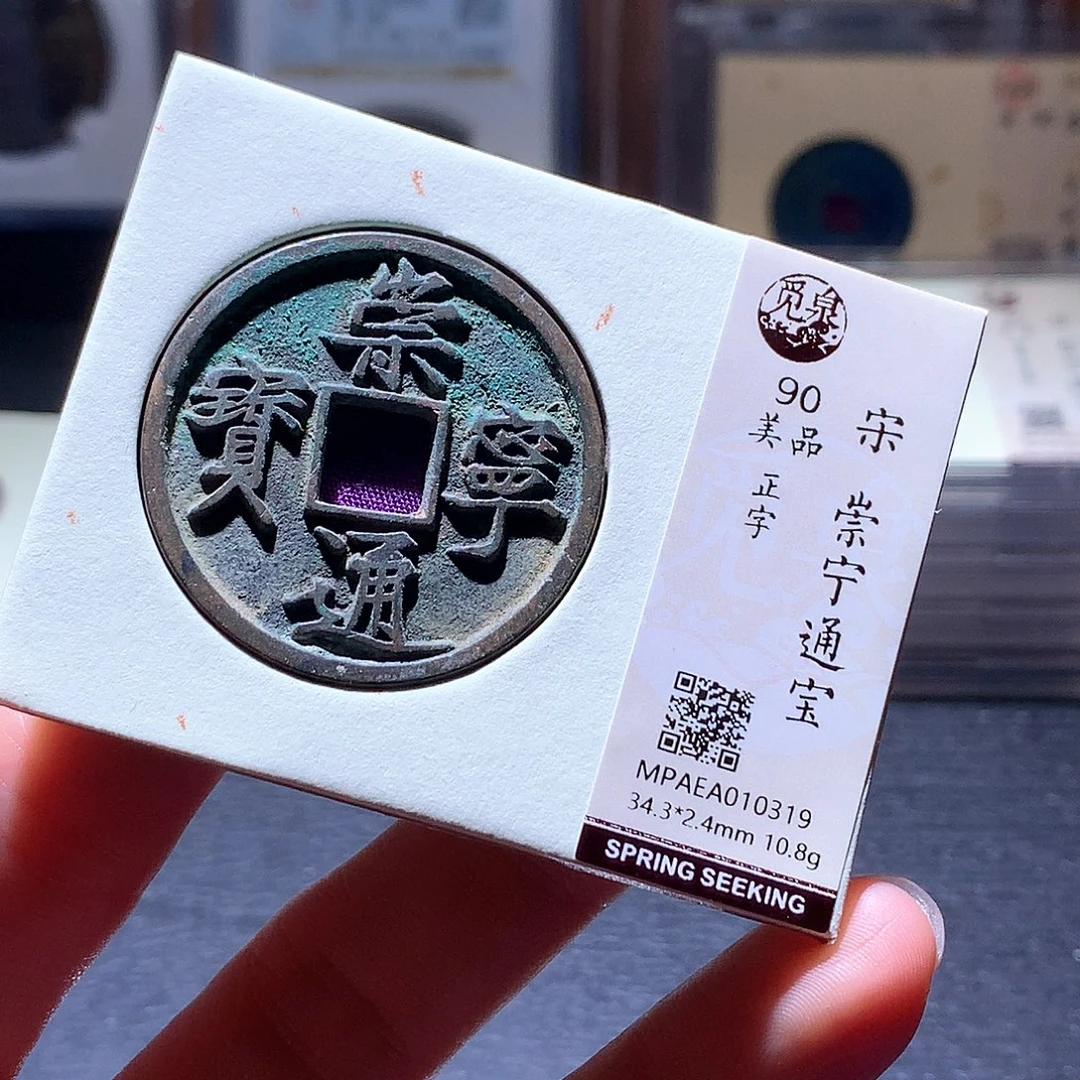 崇寧通寶
觅泉
90
美品
正字
宋
崇宁通宝
MPAEA010319
34.3*2.4mm 10.8g
SPRING SEEKING